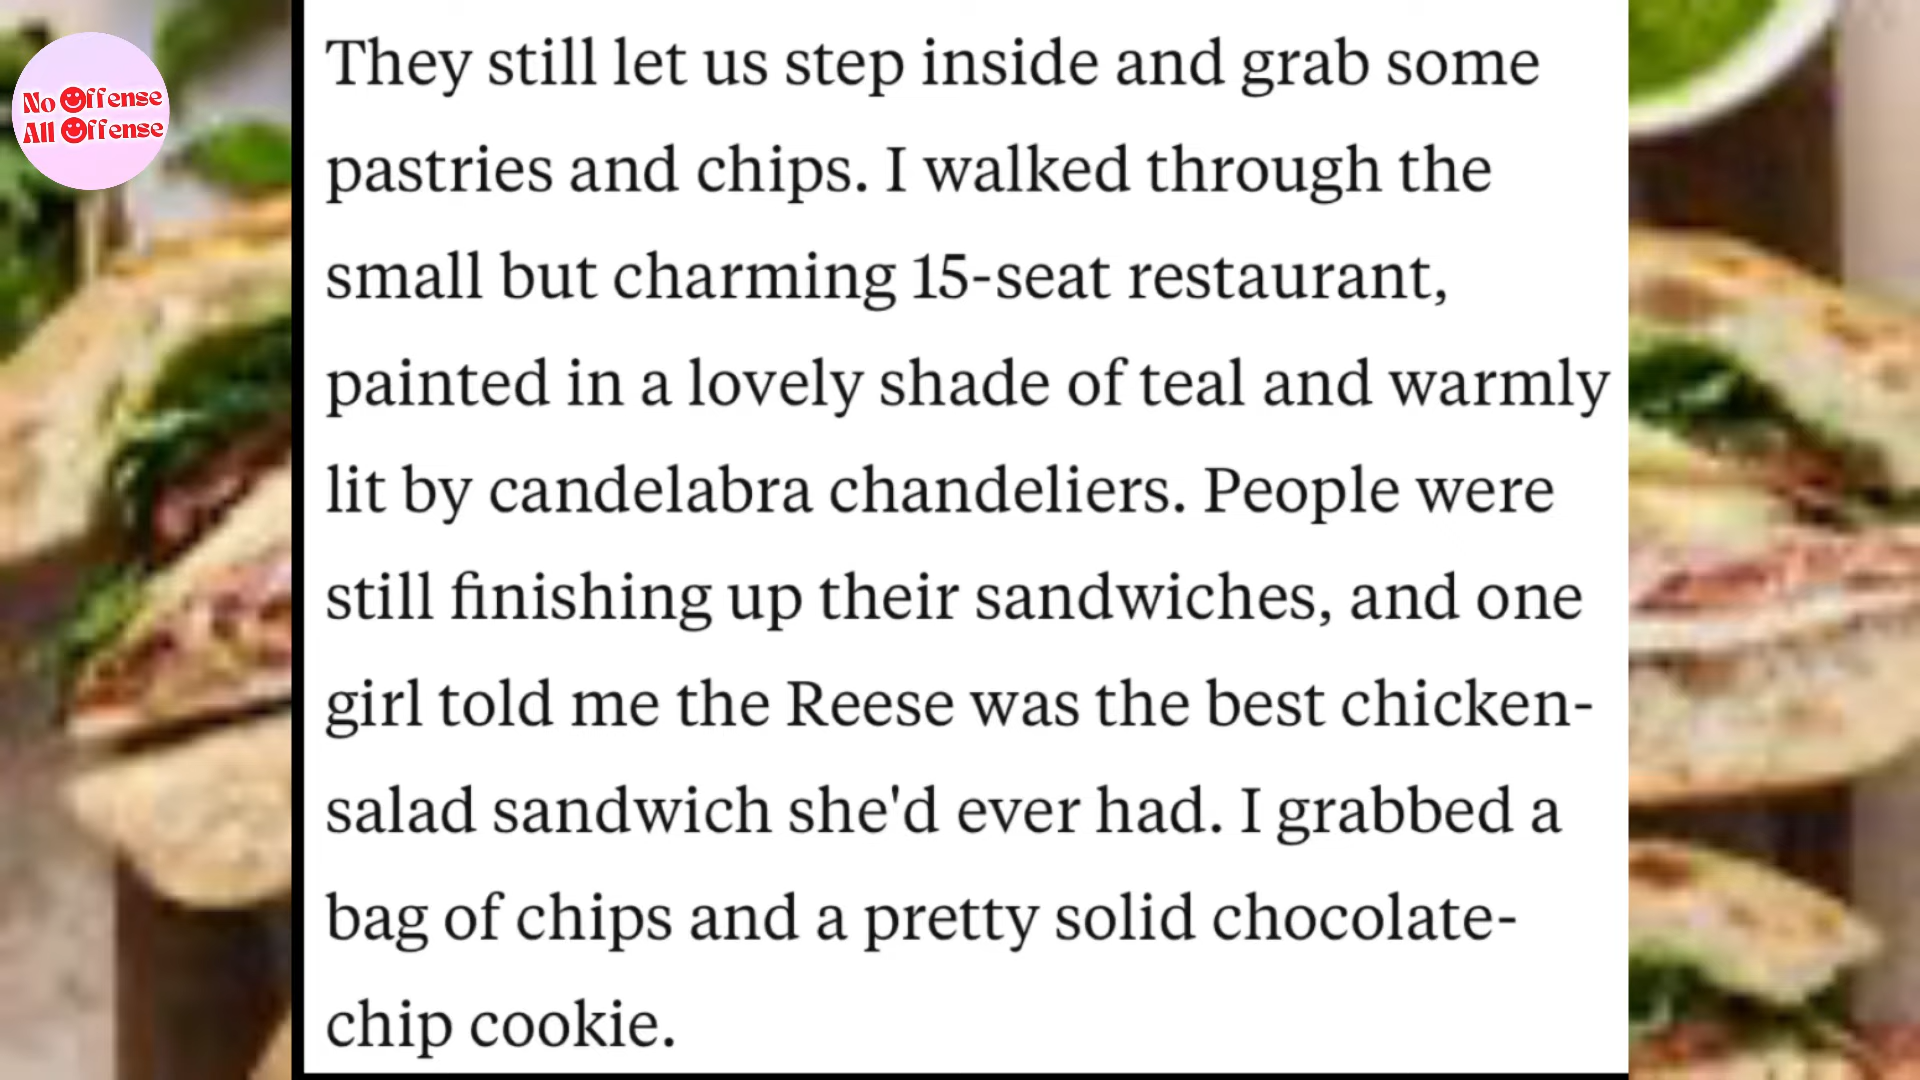 No Offense
All Offense
They still let us step inside and grab some
pastries and chips. I walked through the
small but charming 15-seat restaurant,
painted in a lovely shade of teal and warmly
lit by candelabra chandeliers. People were
still finishing up their sandwiches, and one
girl told me the Reese was the best chicken-
salad sandwich she'd ever had. I grabbed a
bag of chips and a pretty solid chocolate-
chip cookie.